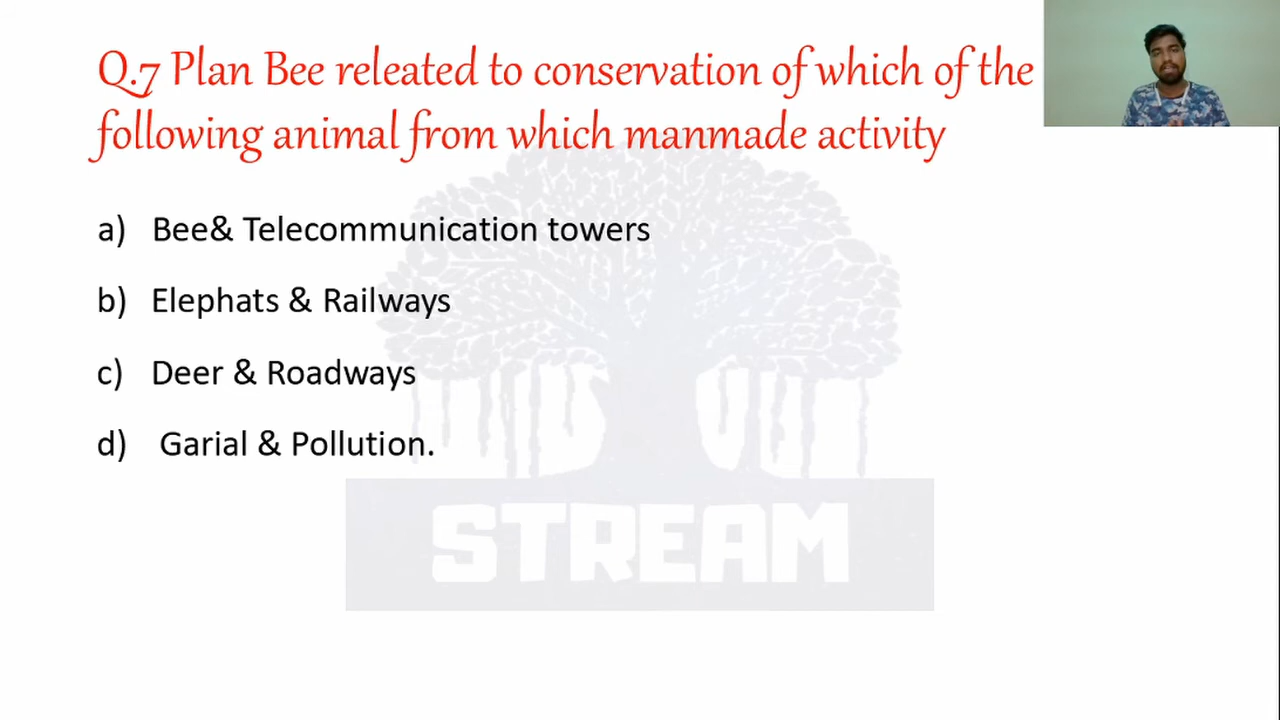 Q.7 Plan Bee releated to conservation of which of the
following animal from which manmade activity
a) Bee& Telecommunication towers
b) Elephats & Railways
c) Deer & Roadways
d) Garial & Pollution.
STREAM